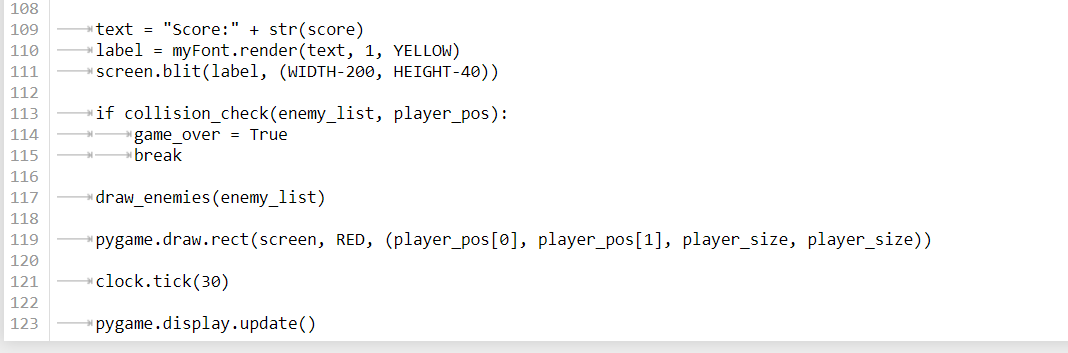 108
109 text = "Score:" + str(score)
110 label = myFont.render(text, 1, YELLOW)
111 screen.blit(label, (WIDTH-200, HEIGHT-40))
112
113 if collision_check(enemy_list, player_pos):
114 game_over = True
115 break
116
117 draw_enemies(enemy_list)
118
119 pygame.draw.rect(screen, RED, (player_pos[0], player_pos[1], player_size, player_size))
120
121 clock.tick(30)
122
123 pygame.display.update()